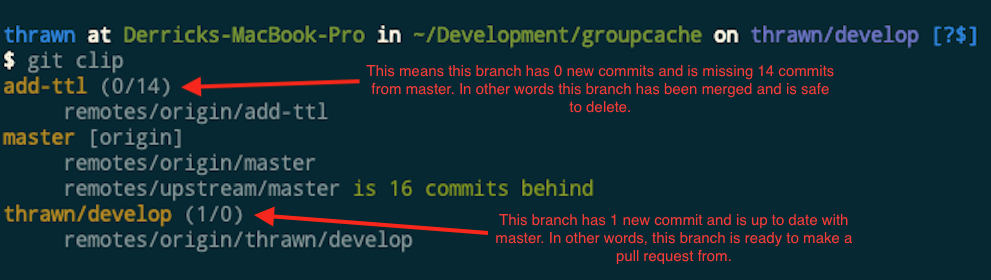 thrawn at Derricks-MacBook-Pro in ~/Development/groupcache on thrawn/develop [?$]
$ git clip
add-ttl (0/14)
This means this branch has 0 new commits and is missing 14 commits
from master. In other words this branch has been merged and is safe
to delete.
remotes/origin/add-ttl
master [origin]
remotes/origin/master
remotes/upstream/master is 16 commits behind
thrawn/develop (1/0)
This branch has 1 new commit and is up to date with
master. In other words, this branch is ready to make a
pull request from.
remotes/origin/thrawn/develop